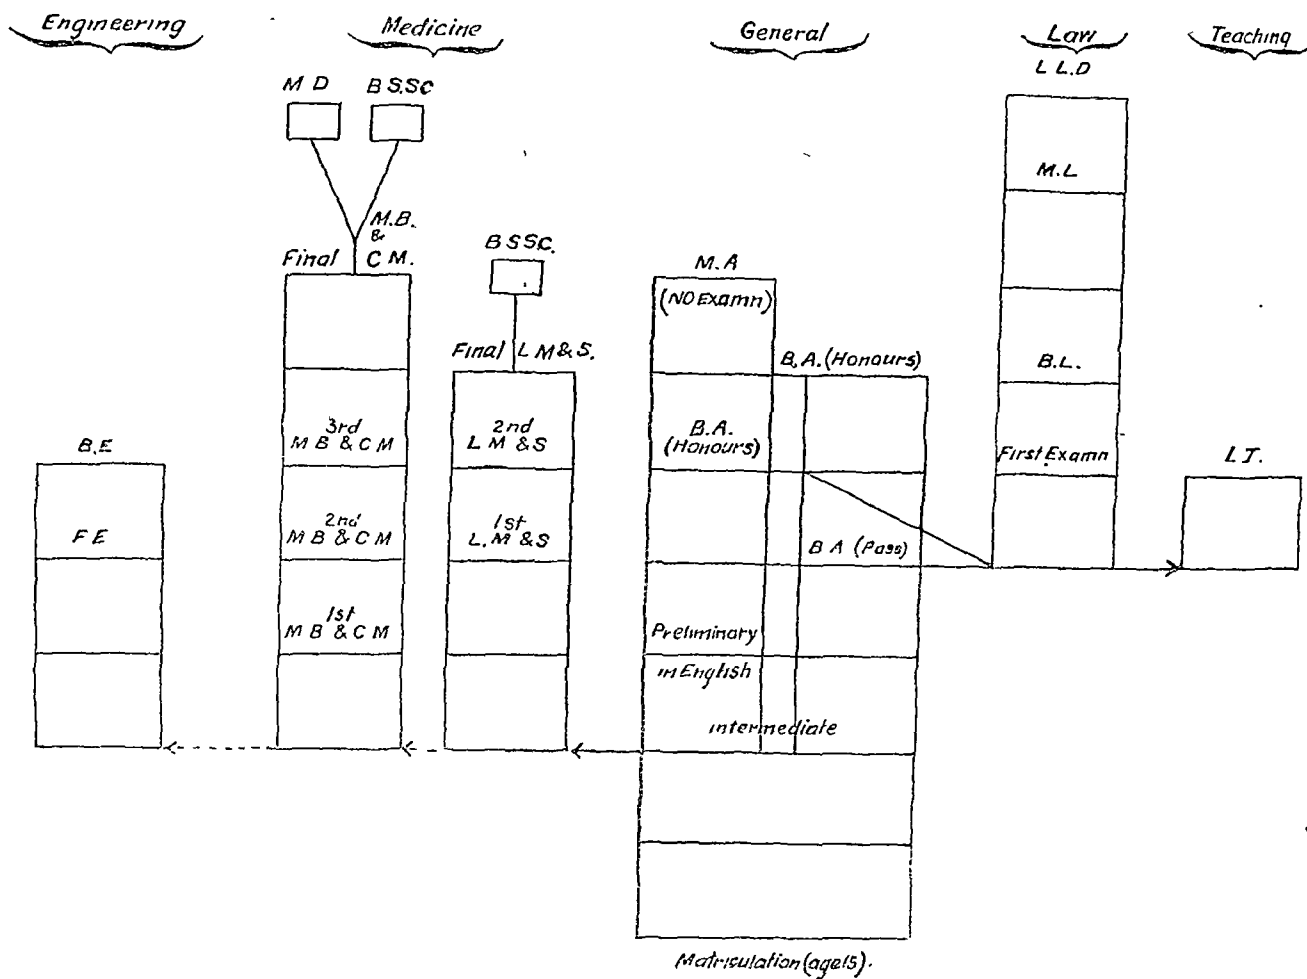 Engineering
Medicine
General
Law
Teaching
M D
B S.SC
M.B.
&
Final C M.
B S S C.
Final L M & S.
3rd
M B & C M
2nd
L M & S
2nd
M B & C M
1st
L. M & S
1st
M B & C M
B.E
F E
M.A
(NO Examn)
B.A. (Honours)
B.A.
(Honours)
B A (Pass)
Preliminary
in English
intermediate
Matriculation (age 15).
L L.D
M.L
B.L.
First Examn
L T.